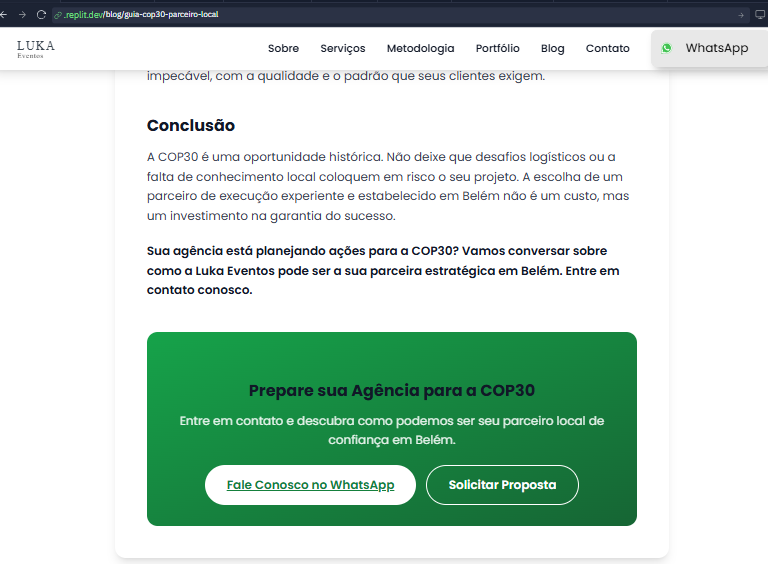 .replit.dev/blog/guia-cop30-parceiro-local
LUKA
Eventos
Sobre
Serviços
Metodologia
Portfólio
Blog
Contato
WhatsApp
impecável, com a qualidade e o padrão que seus clientes exigem.
Conclusão
A COP30 é uma oportunidade histórica. Não deixe que desafios logísticos ou a
falta de conhecimento local coloquem em risco o seu projeto. A escolha de um
parceiro de execução experiente e estabelecido em Belém não é um custo, mas
um investimento na garantia do sucesso.
Sua agência está planejando ações para a COP30? Vamos conversar sobre
como a Luka Eventos pode ser a sua parceira estratégica em Belém. Entre em
contato conosco.
Prepare sua Agência para a COP30
Entre em contato e descubra como podemos ser seu parceiro local de
confiança em Belém.
Fale Conosco no WhatsApp
Solicitar Proposta